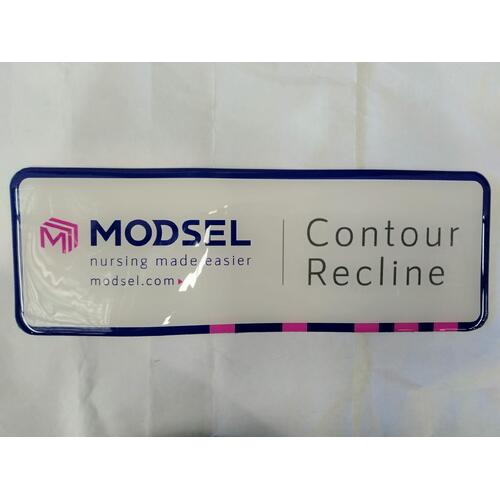 MODSEL
nursing made easier
modsel.com
Contour
Recline